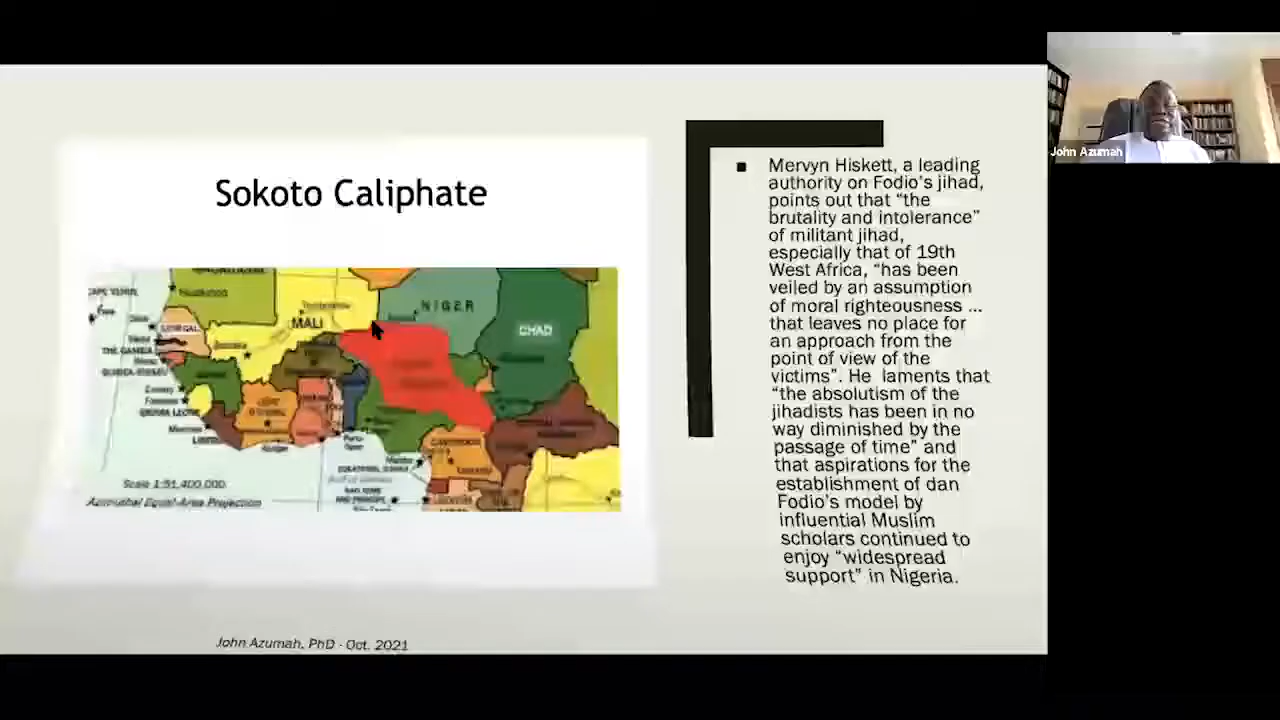 Sokoto Caliphate
MALI
NIGER
CHAD
Scale 1:51,400,000
Azimuthal Equal-Area Projection
■ Mervyn Hiskett, a leading
authority on Fodio's jihad,
points out that “the
brutality and intolerance”
of militant jihad,
especially that of 19th
West Africa, “has been
veiled by an assumption
of moral righteousness ...
that leaves no place for
an approach from the
point of view of the
victims”. He laments that
“the absolutism of the
jihadists has been in no
way diminished by the
passage of time” and
that aspirations for the
establishment of dan
Fodio's model by
influential Muslim
scholars continued to
enjoy “widespread
support” in Nigeria.
John Azumah, PhD - Oct. 2021
John Azumah